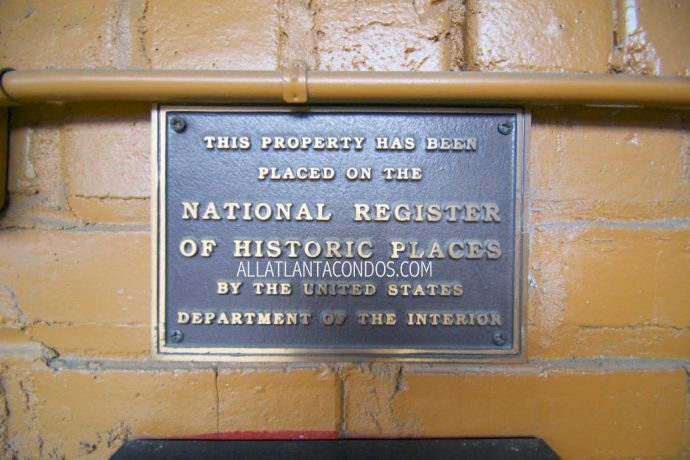 THIS PROPERTY HAS BEEN
PLACED ON THE
NATIONAL REGISTER
OF HISTORIC PLACES
ALLATLANTACONDOS.COM
BY THE UNITED STATES
DEPARTMENT OF THE INTERIOR